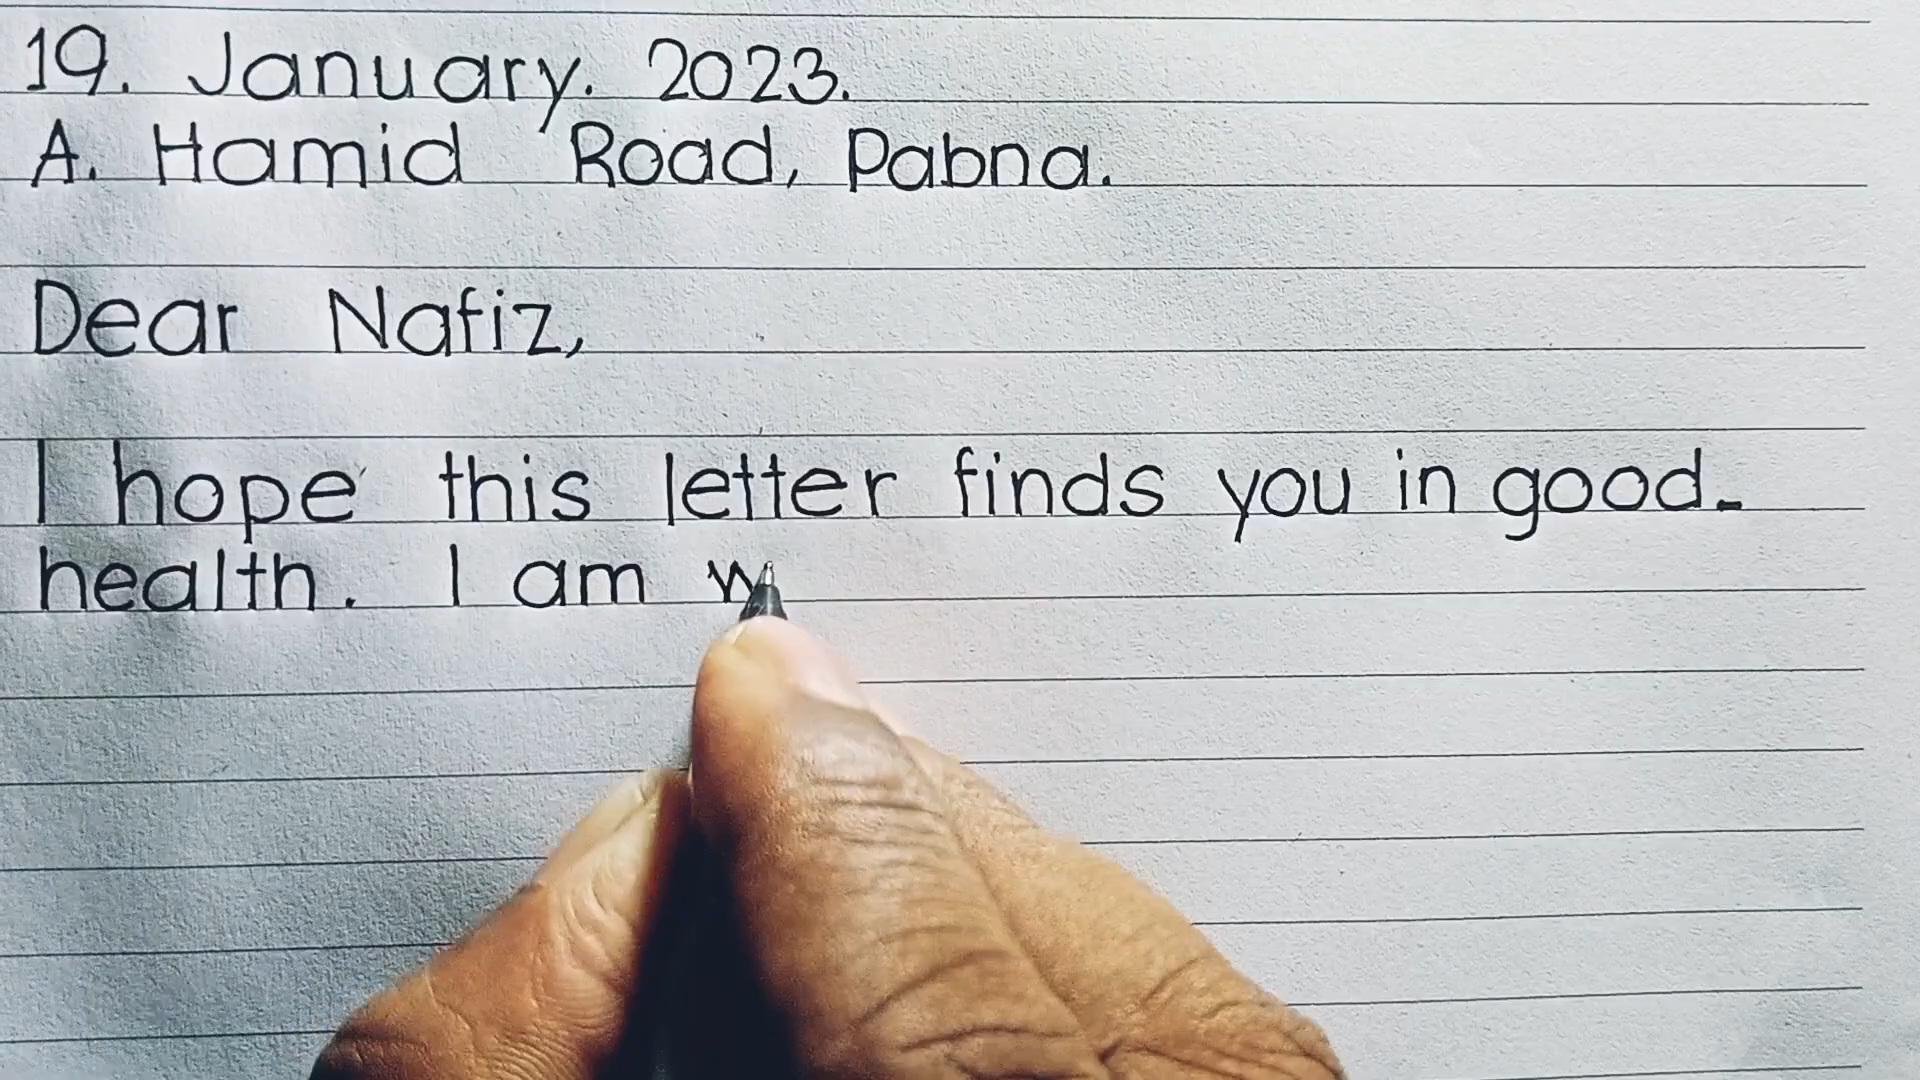 19. January. 2023.
A. Hamid Road, Pabna.
Dear Nafiz,
I hope this letter finds you in good-
health. I am w